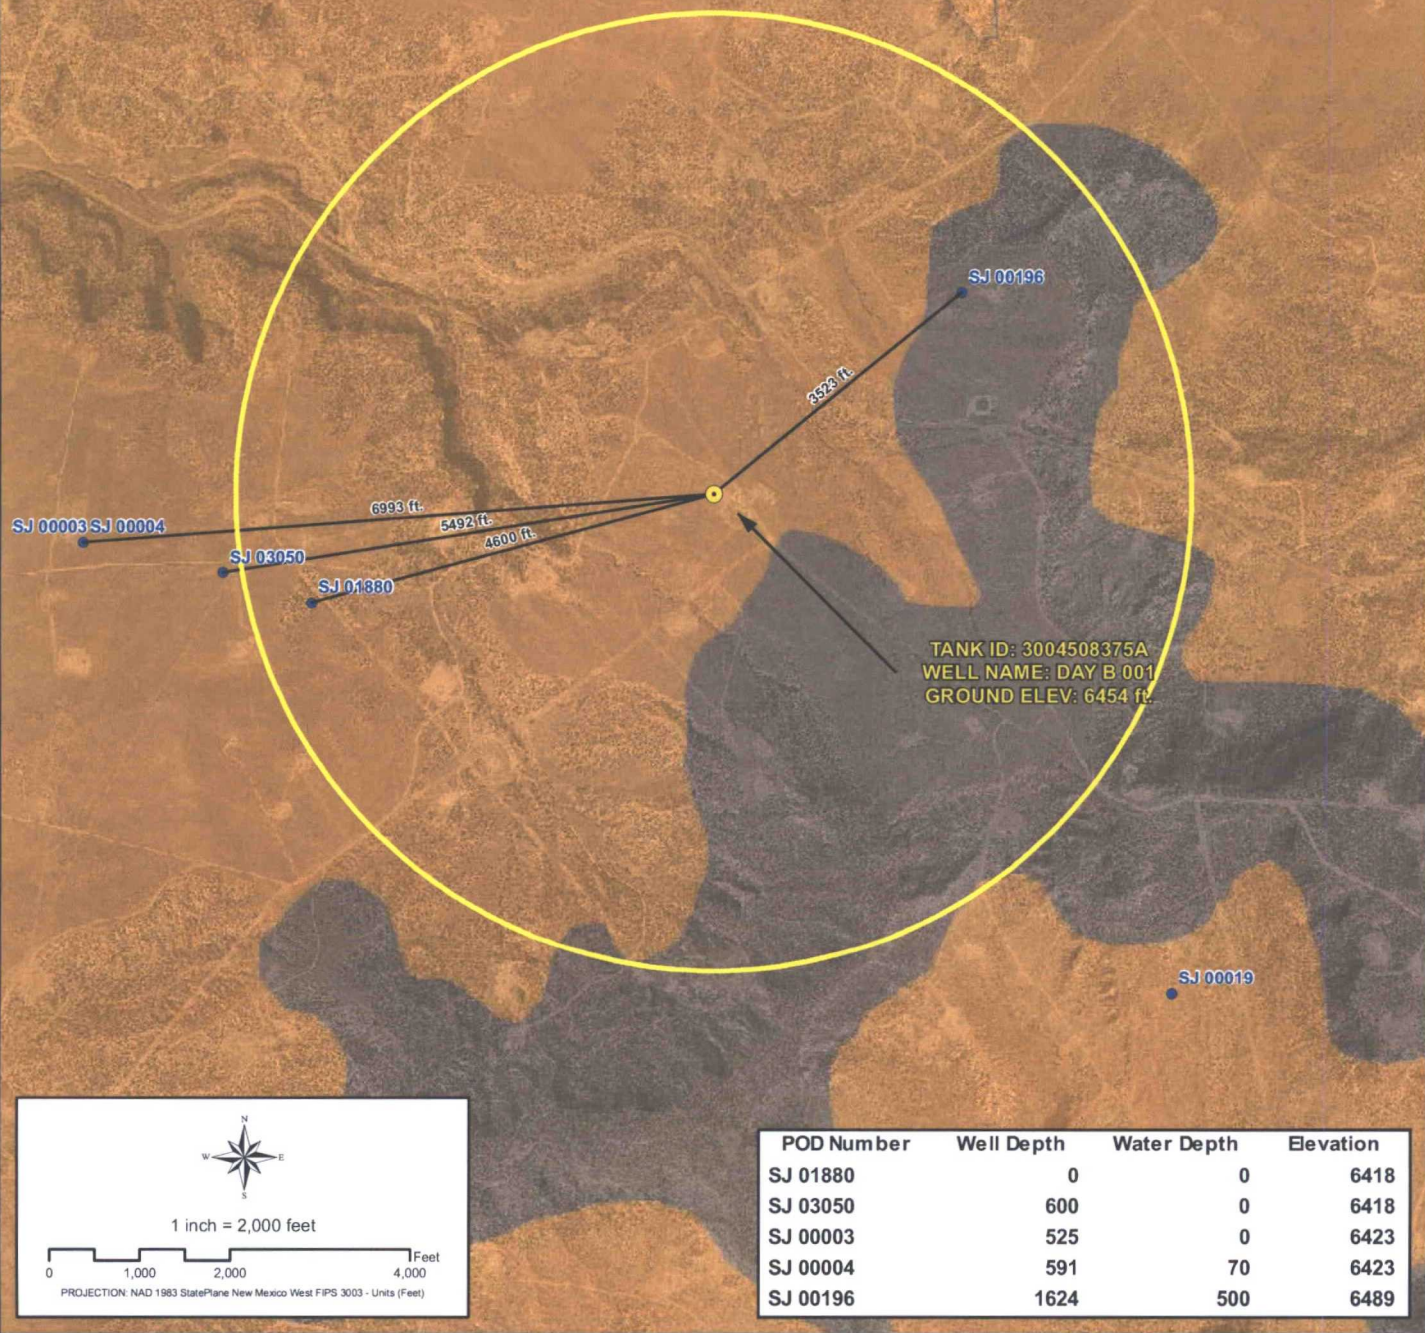 SJ 00196
3523 ft.
6993 ft.
SJ 00003 SJ 00004
5492 ft.
4600 ft.
SJ 03050
SJ 01880
TANK ID: 3004508375A
WELL NAME: DAY B 001
GROUND ELEV: 6454 ft.
SJ 00019
N
W E
S
1 inch = 2,000 feet
Feet
0 1,000 2,000 4,000
PROJECTION: NAD 1983 StatePlane New Mexico West FIPS 3003 - Units (Feet)
POD Number Well Depth Water Depth Elevation
SJ 01880 0 0 6418
SJ 03050 600 0 6418
SJ 00003 525 0 6423
SJ 00004 591 70 6423
SJ 00196 1624 500 6489